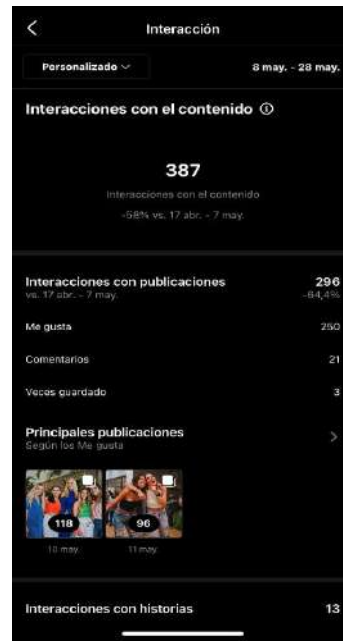 Interacción
Personalizado 8 may. - 28 may.
Interacciones con el contenido
387
Interacciones con el contenido
-58% vs. 17 abr. - 7 may.
Interacciones con publicaciones 296
vs. 17 abr. - 7 may. -64,4%
Me gusta 250
Comentarios 21
Veces guardado 3
Principales publicaciones
Según los Me gusta
118 96
10 may. 11 may.
Interacciones con historias 13